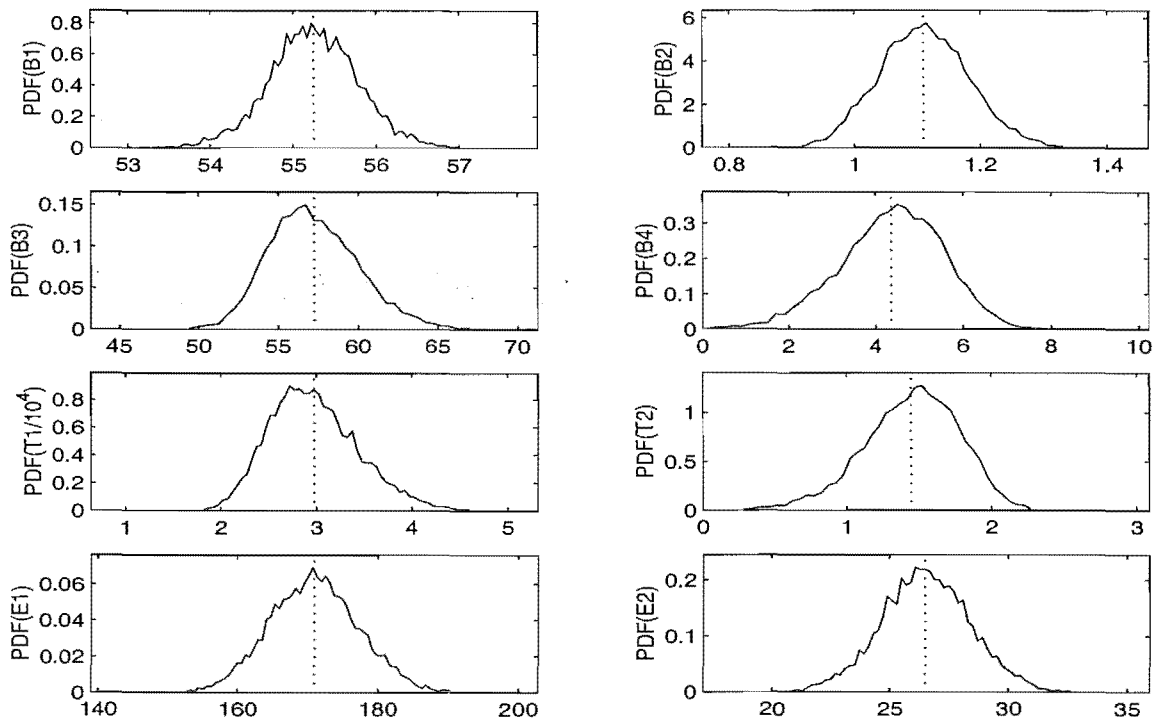 PDF(B1)
0.8
0.6
0.4
0.2
0
53 54 55 56 57
PDF(B2)
6
4
2
0
0.8 1 1.2 1.4
PDF(B3)
0.15
0.1
0.05
0
45 50 55 60 65 70
PDF(B4)
0.3
0.2
0.1
0
0 2 4 6 8 10
PDF(T1/10⁴)
0.8
0.6
0.4
0.2
0
1 2 3 4 5
PDF(T2)
1
0.5
0
0 1 2 3
PDF(E1)
0.06
0.04
0.02
0
140 160 180 200
PDF(E2)
0.2
0.1
0
20 25 30 35